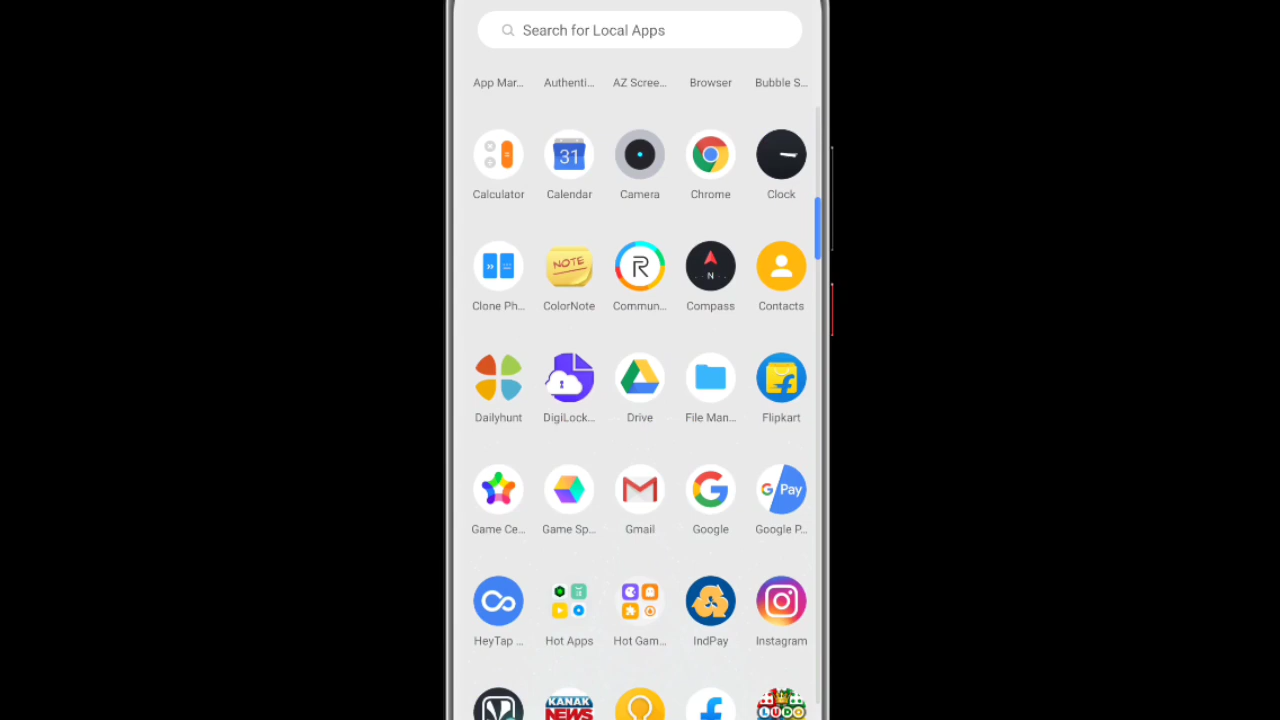 Search for Local Apps
App Mar... Authenti... AZ Scree... Browser Bubble S...
31
Calculator Calendar Camera Chrome Clock
NOTE R N
Clone Ph... ColorNote Commun... Compass Contacts
Dailyhunt DigiLock... Drive File Man... Flipkart
G Pay
Game Ce... Game Sp... Gmail Google Google P...
HeyTap ... Hot Apps Hot Gam... IndPay Instagram
KANAK NEWS LUDO